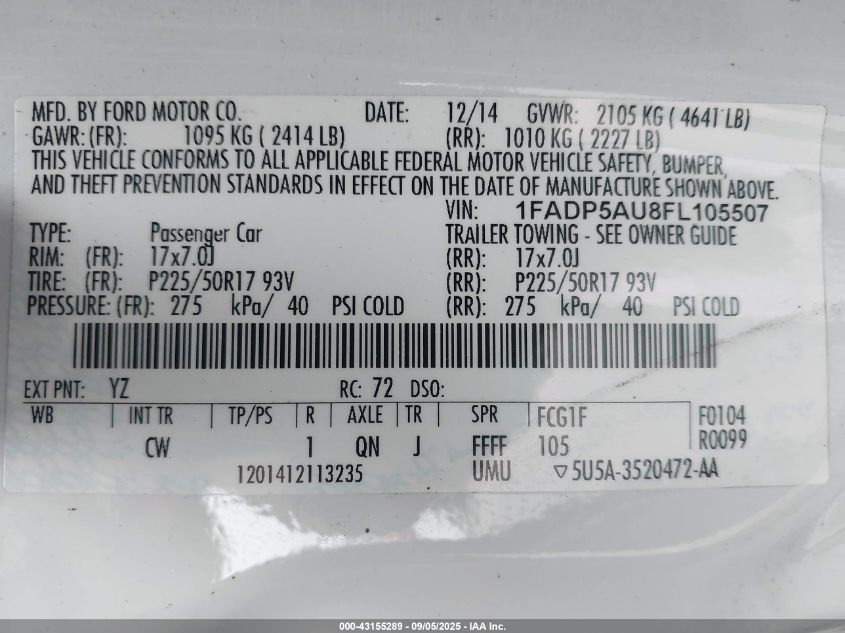 MFD. BY FORD MOTOR CO. DATE: 12/14 GVWR: 2105 KG ( 4641 LB)
GAWR: (FR): 1095 KG ( 2414 LB) (RR): 1010 KG ( 2227 LB)
THIS VEHICLE CONFORMS TO ALL APPLICABLE FEDERAL MOTOR VEHICLE SAFETY, BUMPER,
AND THEFT PREVENTION STANDARDS IN EFFECT ON THE DATE OF MANUFACTURE SHOWN ABOVE.
VIN: 1FADP5AU8FL105507
TYPE: Passenger Car TRAILER TOWING - SEE OWNER GUIDE
RIM: (FR): 17x7.0J (RR): 17x7.0J
TIRE: (FR): P225/50R17 93V (RR): P225/50R17 93V
PRESSURE: (FR): 275 kPa/ 40 PSI COLD (RR): 275 kPa/ 40 PSI COLD
EXT PNT: YZ RC: 72 DSO:
WB INT TR TP/PS R AXLE TR SPR FCG1F F0104
CW 1 QN J FFFF 105 R0099
1201412113235 UMU ▽5U5A-3520472-AA
000-43155289 - 09/05/2025 - IAA Inc.